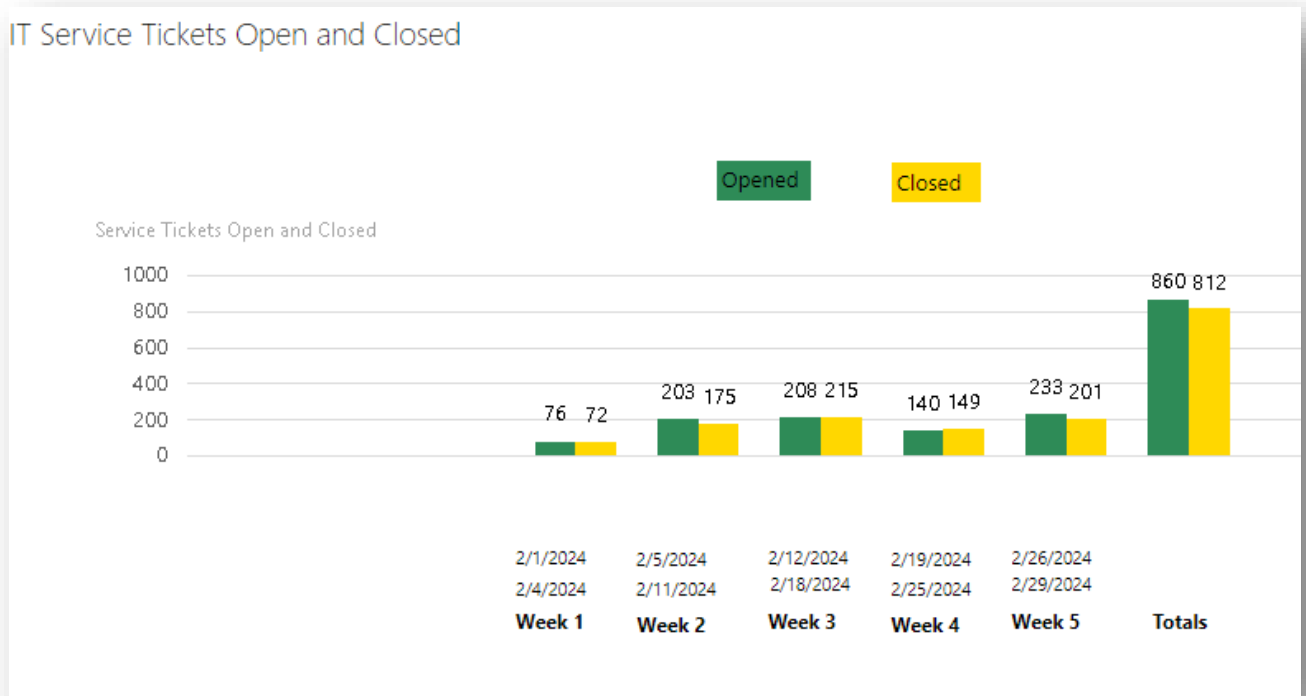 IT Service Tickets Open and Closed
Opened Closed
Service Tickets Open and Closed
1000
800
600
400
200
0
76 72 203 175 208 215 140 149 233 201 860 812
2/1/2024 2/5/2024 2/12/2024 2/19/2024 2/26/2024
2/4/2024 2/11/2024 2/18/2024 2/25/2024 2/29/2024
Week 1 Week 2 Week 3 Week 4 Week 5 Totals